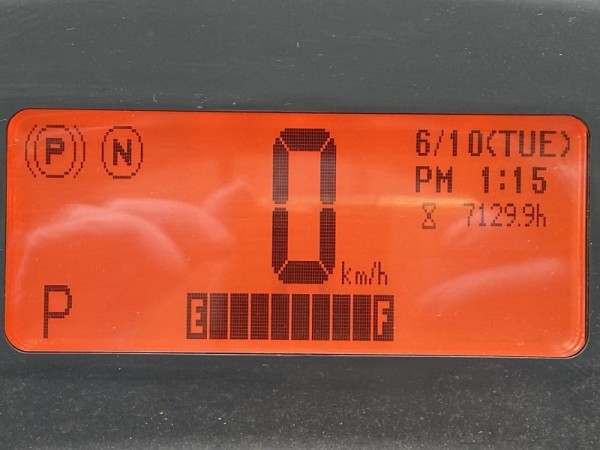 P N
0
km/h
6/10(TUE)
PM 1:15
7129.9h
P
E F